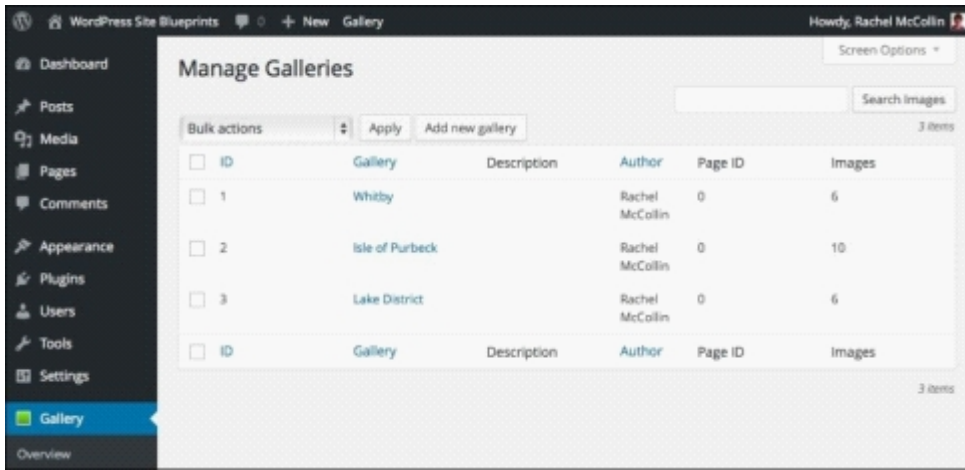 WordPress Site Blueprints 0 + New Gallery Howdy, Rachel McCollin
Screen Options
Dashboard
Posts
Media
Pages
Comments
Appearance
Plugins
Users
Tools
Settings
Gallery
Overview
Manage Galleries
Search Images
Bulk actions Apply Add new gallery 3 items
ID Gallery Description Author Page ID Images
1 Whitby Rachel McCollin 0 6
2 Isle of Purbeck Rachel McCollin 0 10
3 Lake District Rachel McCollin 0 6
ID Gallery Description Author Page ID Images
3 items